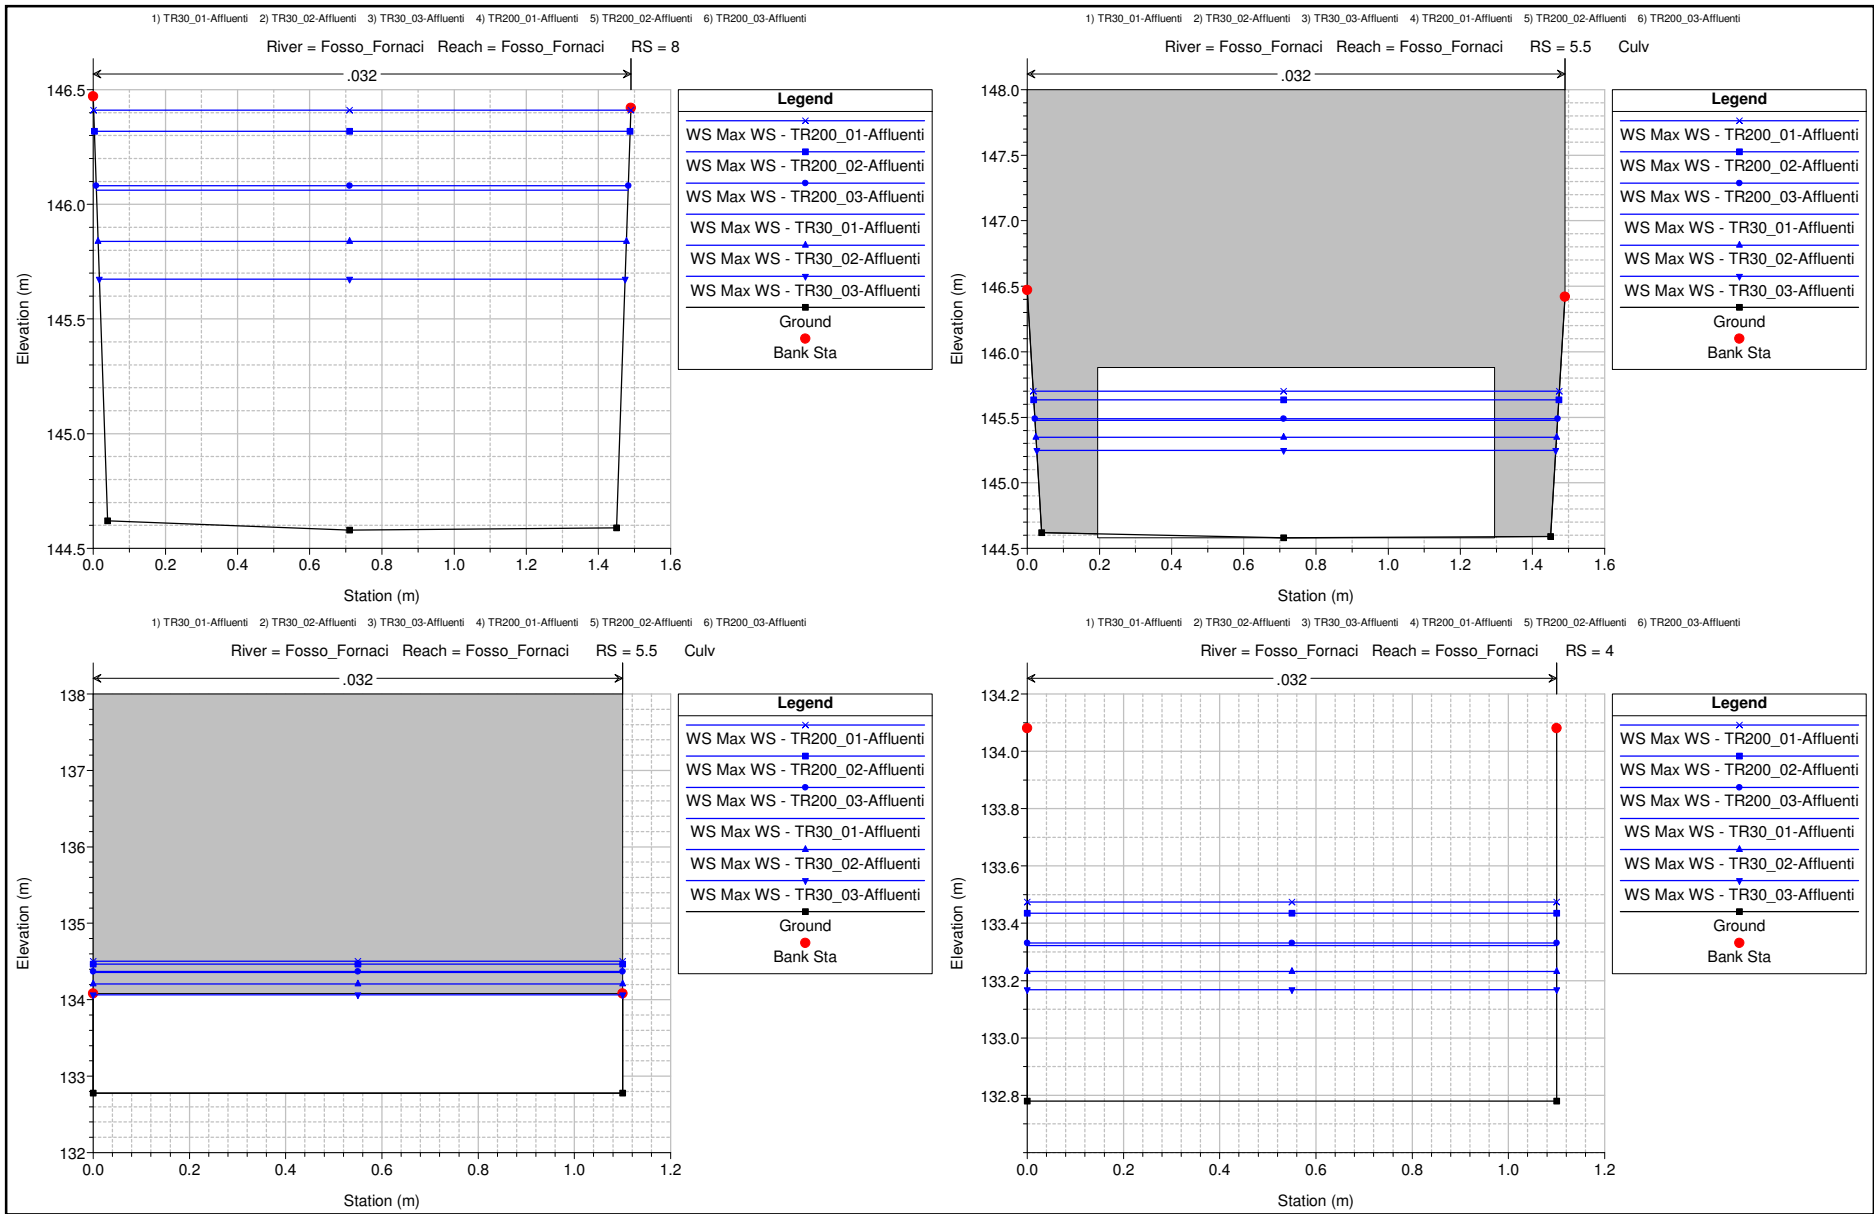 1) TR30_01-Affluenti 2) TR30_02-Affluenti 3) TR30_03-Affluenti 4) TR200_01-Affluenti 5) TR200_02-Affluenti 6) TR200_03-Affluenti
River = Fosso_Fornaci Reach = Fosso_Fornaci RS = 8
.032
146.5
146.0
145.5
145.0
144.5
Elevation (m)
0.0 0.2 0.4 0.6 0.8 1.0 1.2 1.4 1.6
Station (m)
Legend
WS Max WS - TR200_01-Affluenti
WS Max WS - TR200_02-Affluenti
WS Max WS - TR200_03-Affluenti
WS Max WS - TR30_01-Affluenti
WS Max WS - TR30_02-Affluenti
WS Max WS - TR30_03-Affluenti
Ground
Bank Sta
1) TR30_01-Affluenti 2) TR30_02-Affluenti 3) TR30_03-Affluenti 4) TR200_01-Affluenti 5) TR200_02-Affluenti 6) TR200_03-Affluenti
River = Fosso_Fornaci Reach = Fosso_Fornaci RS = 5.5 Culv
.032
148.0
147.5
147.0
146.5
146.0
145.5
145.0
144.5
Elevation (m)
0.0 0.2 0.4 0.6 0.8 1.0 1.2 1.4 1.6
Station (m)
Legend
WS Max WS - TR200_01-Affluenti
WS Max WS - TR200_02-Affluenti
WS Max WS - TR200_03-Affluenti
WS Max WS - TR30_01-Affluenti
WS Max WS - TR30_02-Affluenti
WS Max WS - TR30_03-Affluenti
Ground
Bank Sta
1) TR30_01-Affluenti 2) TR30_02-Affluenti 3) TR30_03-Affluenti 4) TR200_01-Affluenti 5) TR200_02-Affluenti 6) TR200_03-Affluenti
River = Fosso_Fornaci Reach = Fosso_Fornaci RS = 5.5 Culv
.032
138
137
136
135
134
133
132
Elevation (m)
0.0 0.2 0.4 0.6 0.8 1.0 1.2
Station (m)
Legend
WS Max WS - TR200_01-Affluenti
WS Max WS - TR200_02-Affluenti
WS Max WS - TR200_03-Affluenti
WS Max WS - TR30_01-Affluenti
WS Max WS - TR30_02-Affluenti
WS Max WS - TR30_03-Affluenti
Ground
Bank Sta
1) TR30_01-Affluenti 2) TR30_02-Affluenti 3) TR30_03-Affluenti 4) TR200_01-Affluenti 5) TR200_02-Affluenti 6) TR200_03-Affluenti
River = Fosso_Fornaci Reach = Fosso_Fornaci RS = 4
.032
134.2
134.0
133.8
133.6
133.4
133.2
133.0
132.8
Elevation (m)
0.0 0.2 0.4 0.6 0.8 1.0 1.2
Station (m)
Legend
WS Max WS - TR200_01-Affluenti
WS Max WS - TR200_02-Affluenti
WS Max WS - TR200_03-Affluenti
WS Max WS - TR30_01-Affluenti
WS Max WS - TR30_02-Affluenti
WS Max WS - TR30_03-Affluenti
Ground
Bank Sta